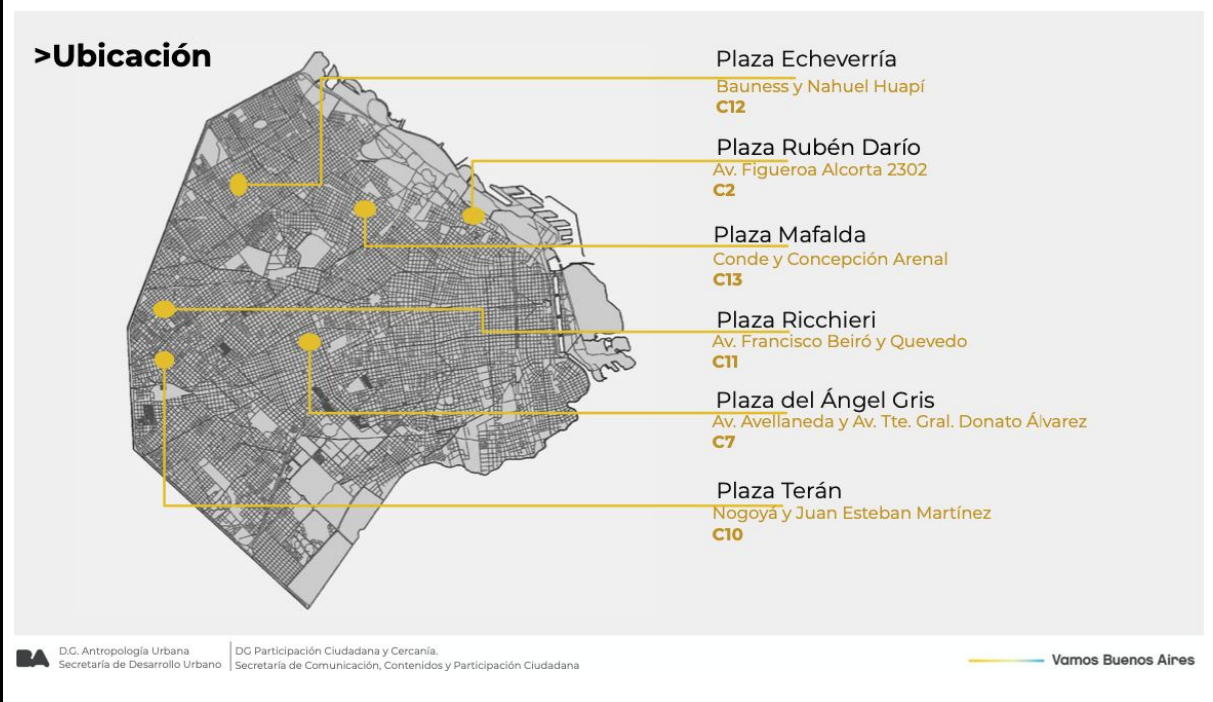 >Ubicación
Plaza Echeverría
Bauness y Nahuel Huapí
C12
Plaza Rubén Darío
Av. Figueroa Alcorta 2302
C2
Plaza Mafalda
Conde y Concepción Arenal
C13
Plaza Ricchieri
Av. Francisco Beiró y Quevedo
C11
Plaza del Ángel Gris
Av. Avellaneda y Av. Tte. Gral. Donato Álvarez
C7
Plaza Terán
Nogoyá y Juan Esteban Martínez
C10
BA
D.G. Antropología Urbana
Secretaría de Desarrollo Urbano
DG Participación Ciudadana y Cercanía.
Secretaría de Comunicación, Contenidos y Participación Ciudadana
Vamos Buenos Aires